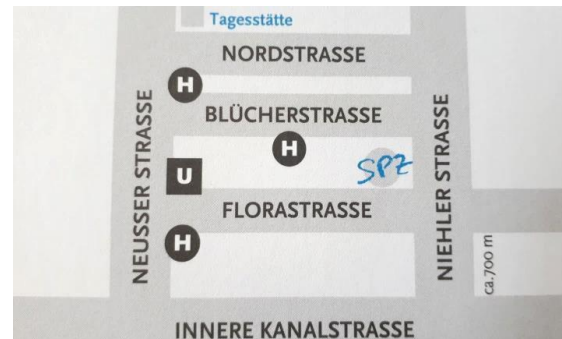 Tagesstätte
NORDSTRASSE
H
BLÜCHERSTRASSE
H
SPZ
U
FLORASTRASSE
H
NEUSSER STRASSE
NIEHLER STRASSE
ca.700 m
INNERE KANALSTRASSE